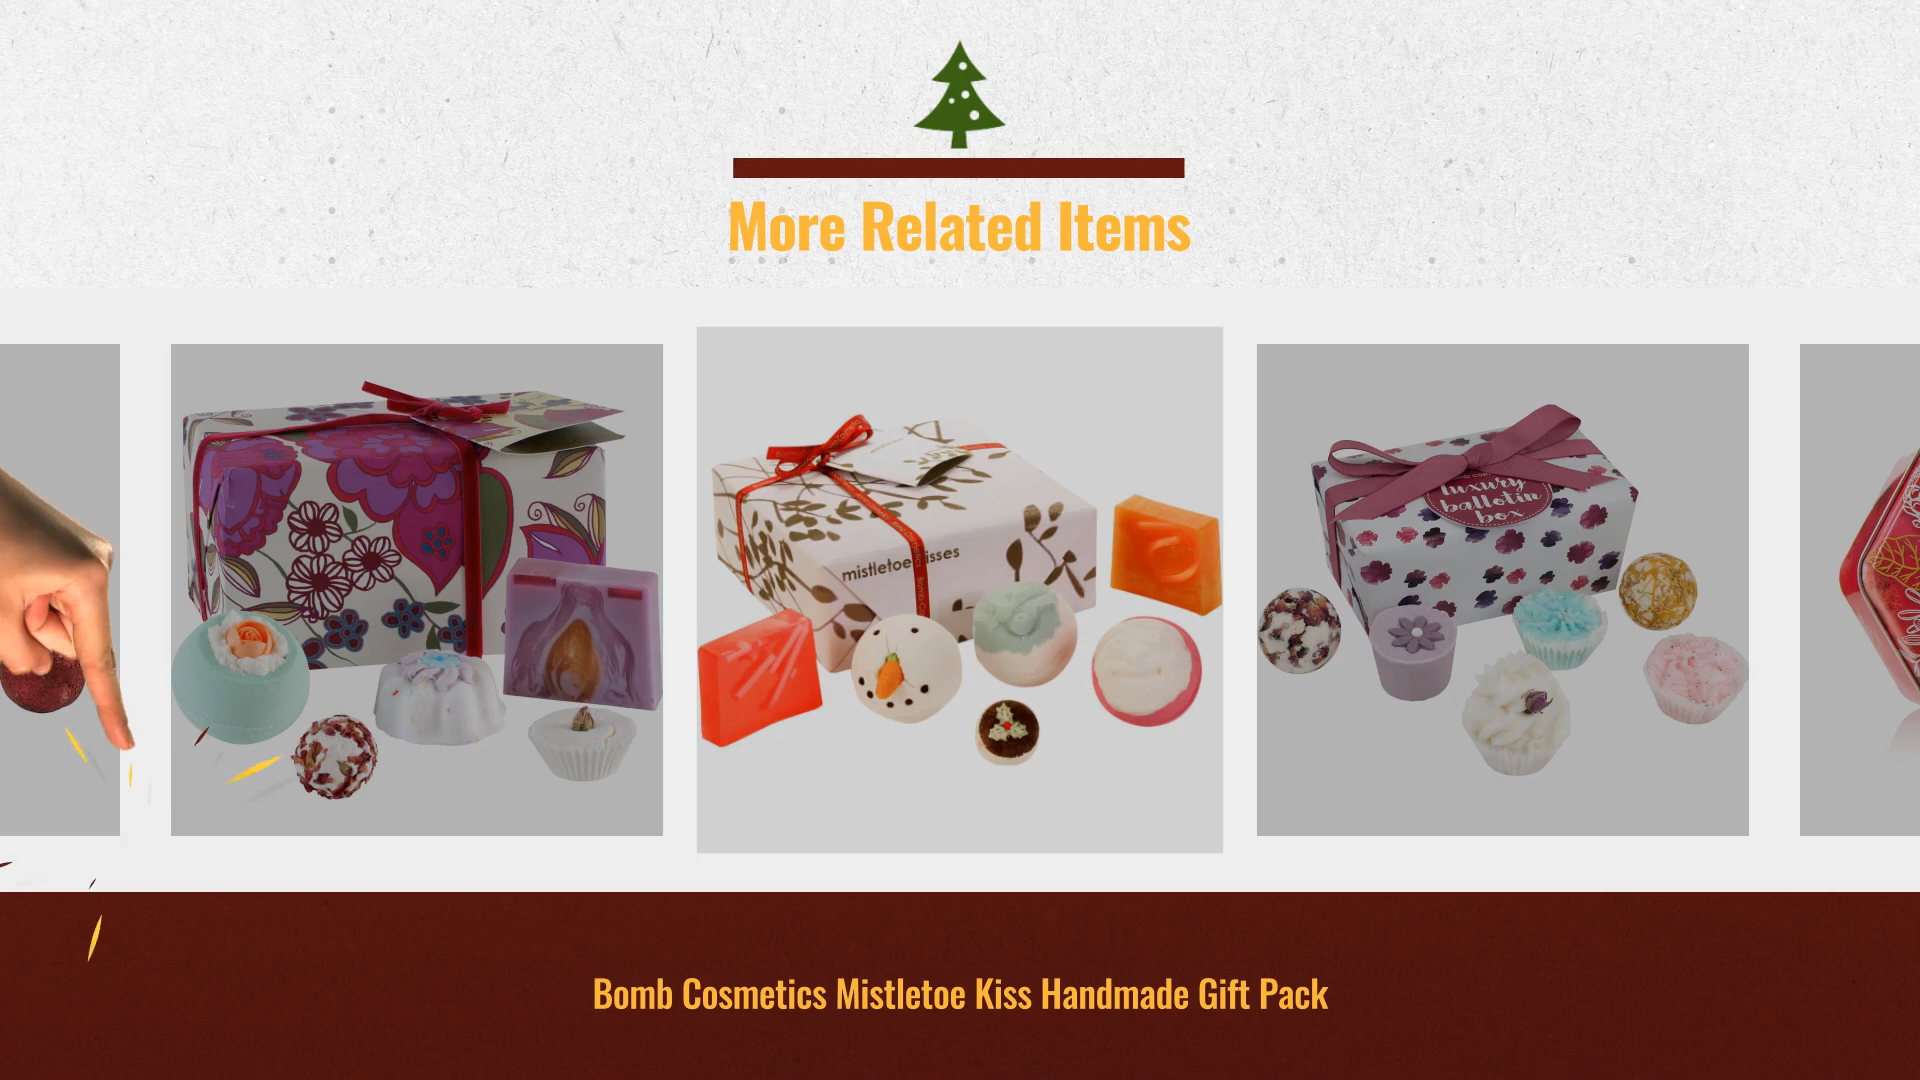 More Related Items
mistletoe kisses
luxury
ballotin
box
Bomb Cosmetics Mistletoe Kiss Handmade Gift Pack